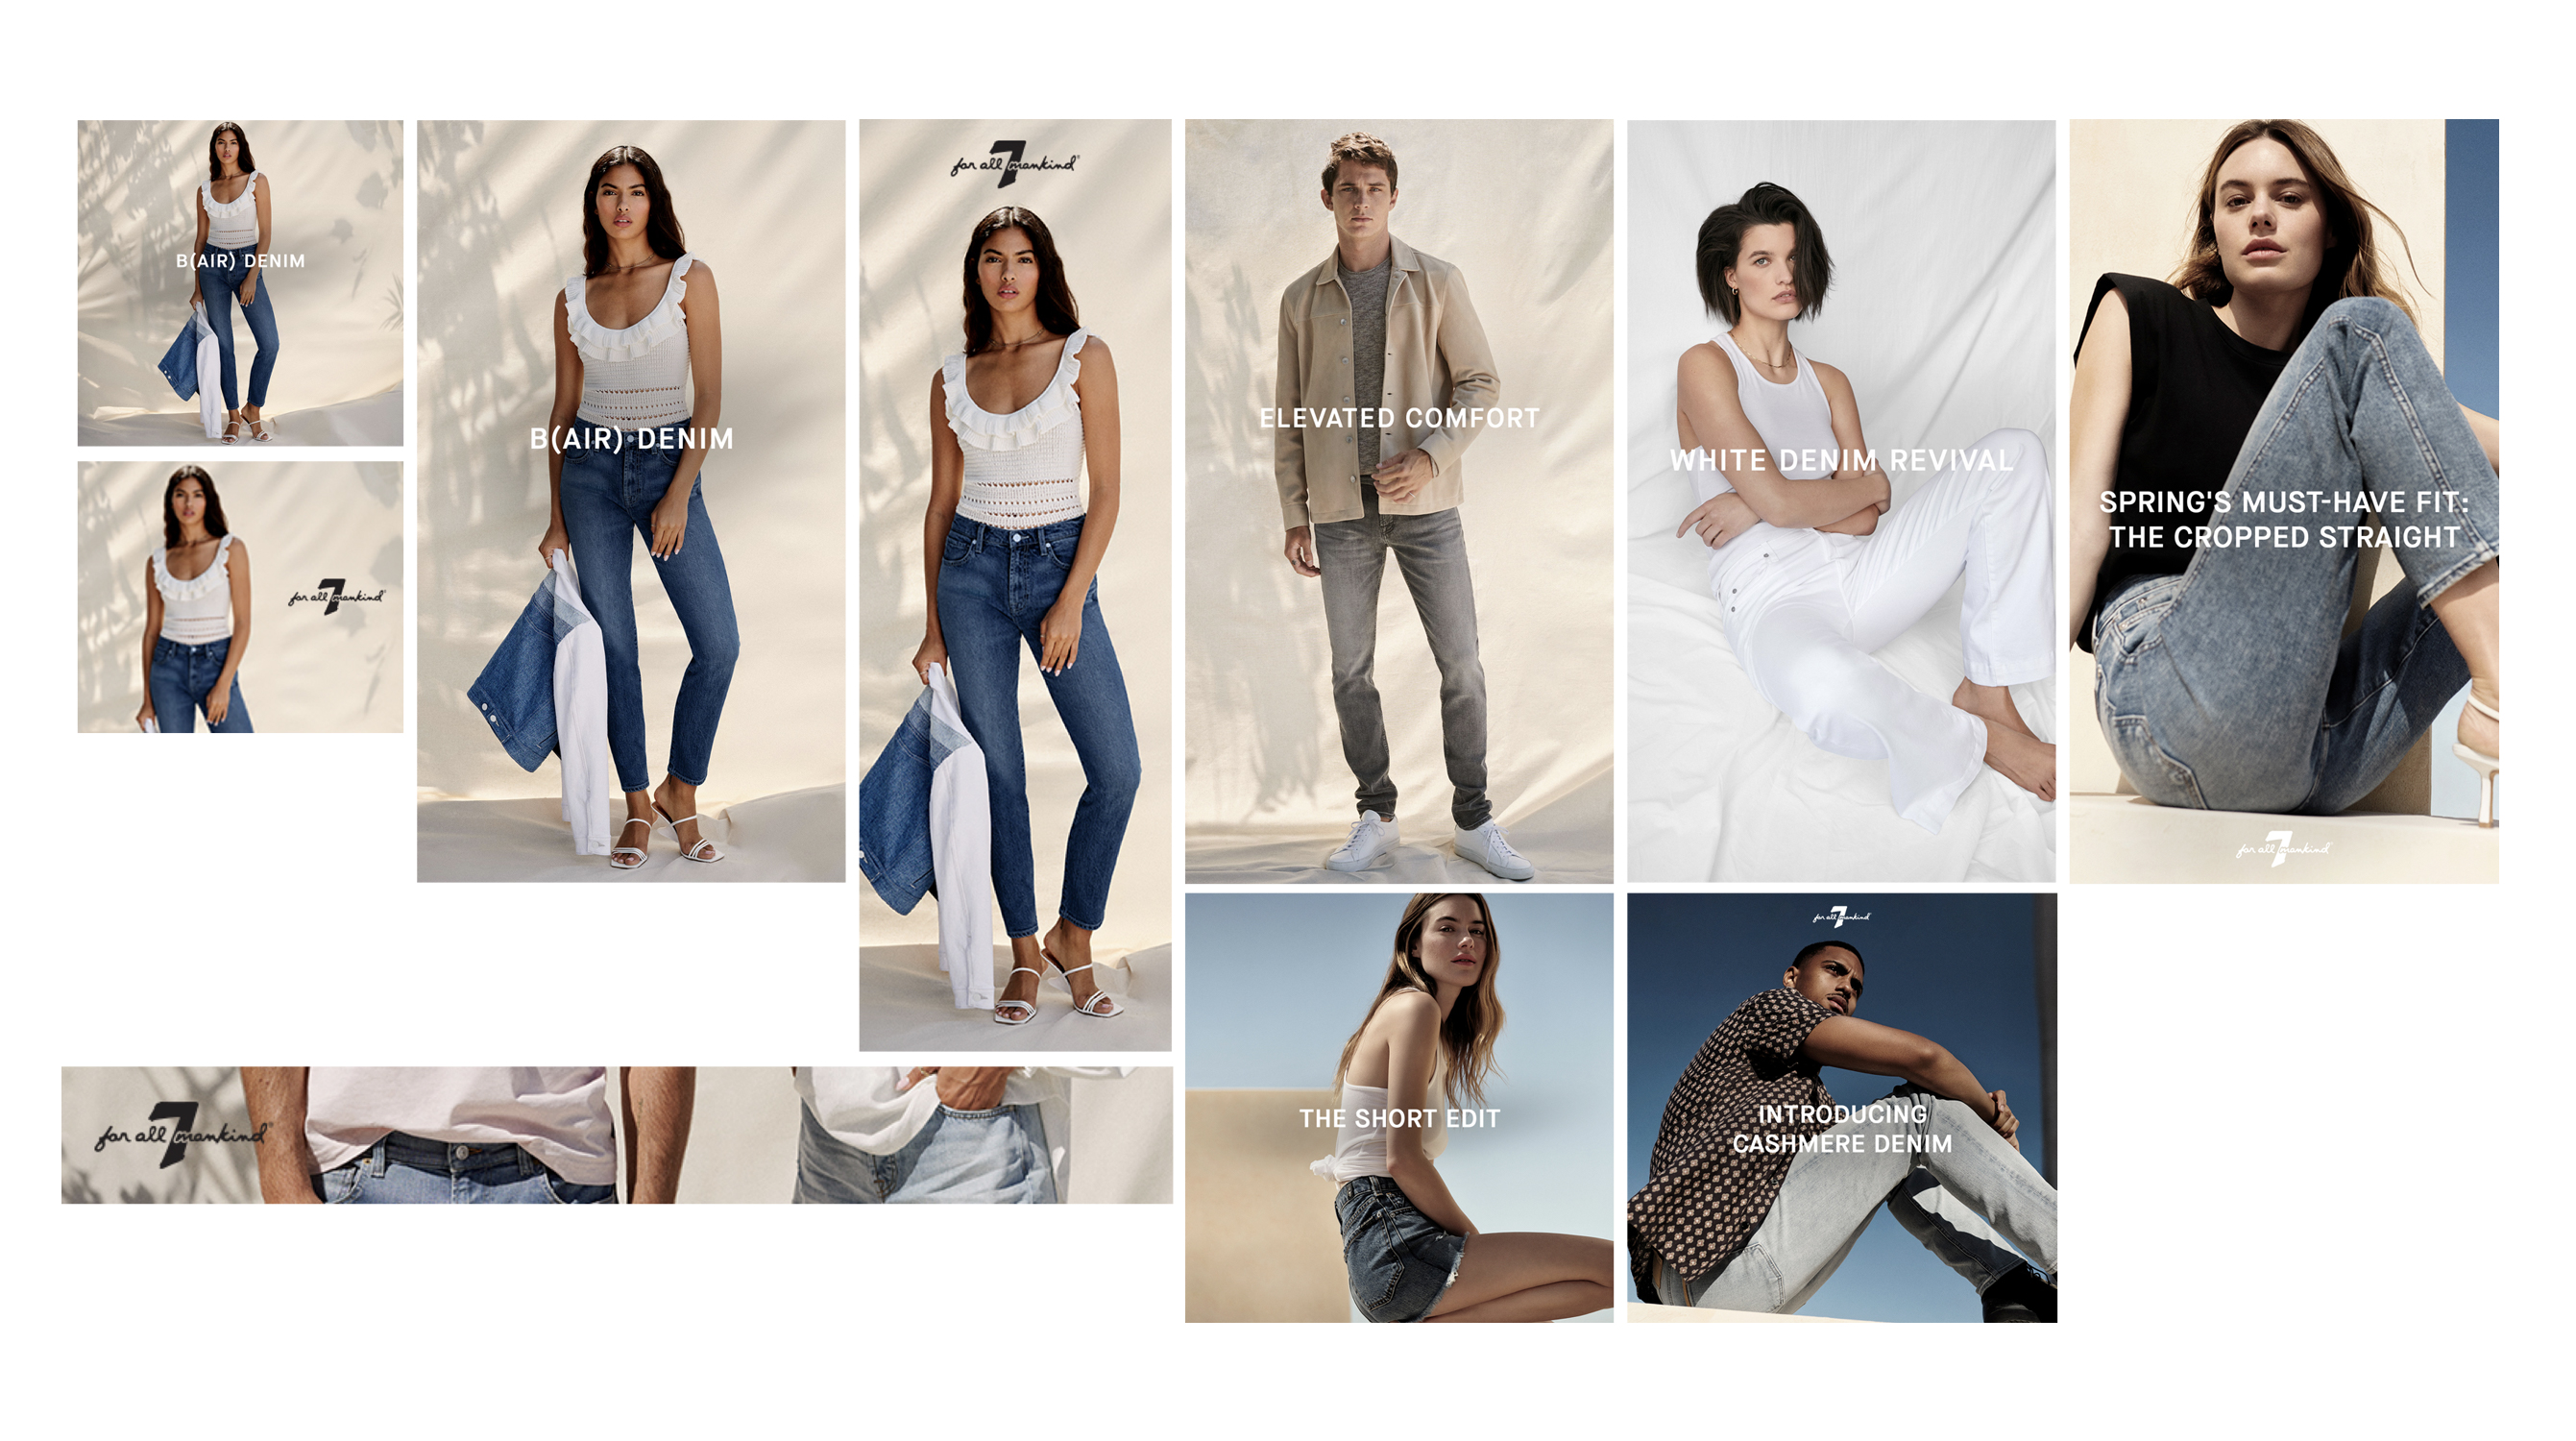 B(AIR) DENIM
for all 7 mankind®
B(AIR) DENIM
for all 7 mankind®
ELEVATED COMFORT
WHITE DENIM REVIVAL
SPRING'S MUST-HAVE FIT:
THE CROPPED STRAIGHT
for all 7 mankind
for all 7 mankind®
THE SHORT EDIT
for all 7 mankind
INTRODUCING
CASHMERE DENIM